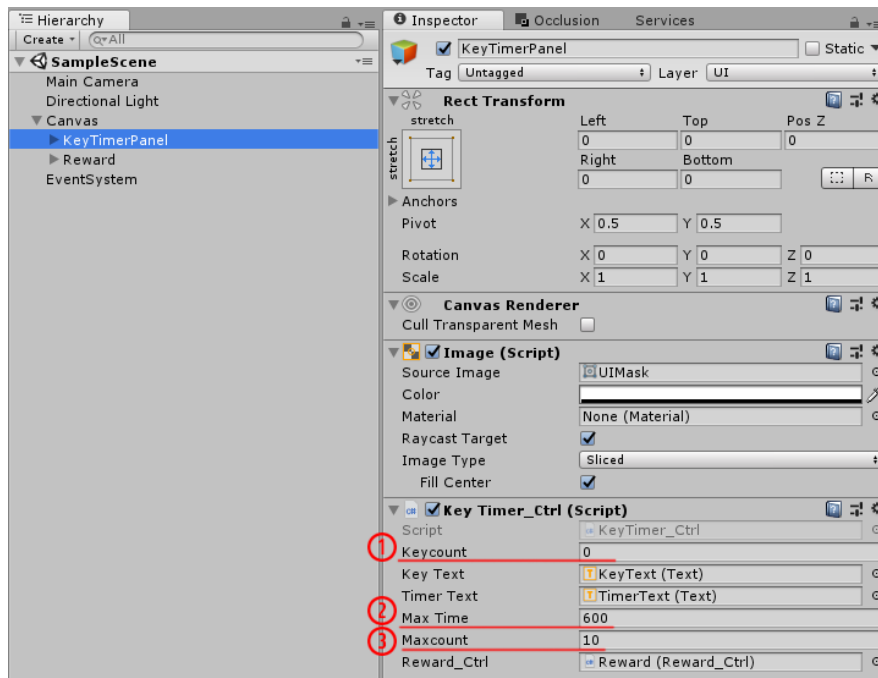 Hierarchy
Create All
SampleScene
Main Camera
Directional Light
Canvas
KeyTimerPanel
Reward
EventSystem
Inspector Occlusion Services
KeyTimerPanel Static
Tag Untagged Layer UI
Rect Transform
stretch Left Top Pos Z
stretch
0 0 0
Right Bottom
0 0 R
Anchors
Pivot X 0.5 Y 0.5
Rotation X 0 Y 0 Z 0
Scale X 1 Y 1 Z 1
Canvas Renderer
Cull Transparent Mesh
Image (Script)
Source Image UIMask
Color
Material None (Material)
Raycast Target
Image Type Sliced
Fill Center
C# Key Timer_Ctrl (Script)
Script KeyTimer_Ctrl
① Keycount 0
Key Text KeyText (Text)
Timer Text TimerText (Text)
② Max Time 600
③ Maxcount 10
Reward_Ctrl Reward (Reward_Ctrl)